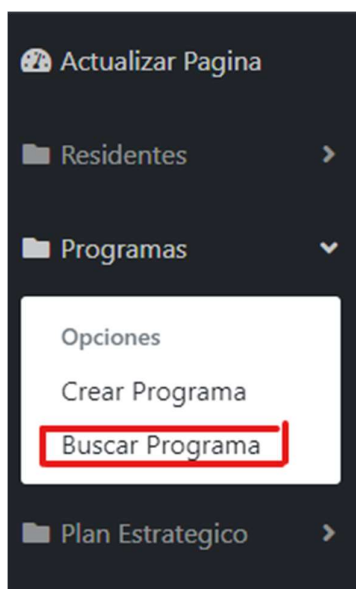 Actualizar Pagina
Residentes
Programas
Opciones
Crear Programa
Buscar Programa
Plan Estrategico